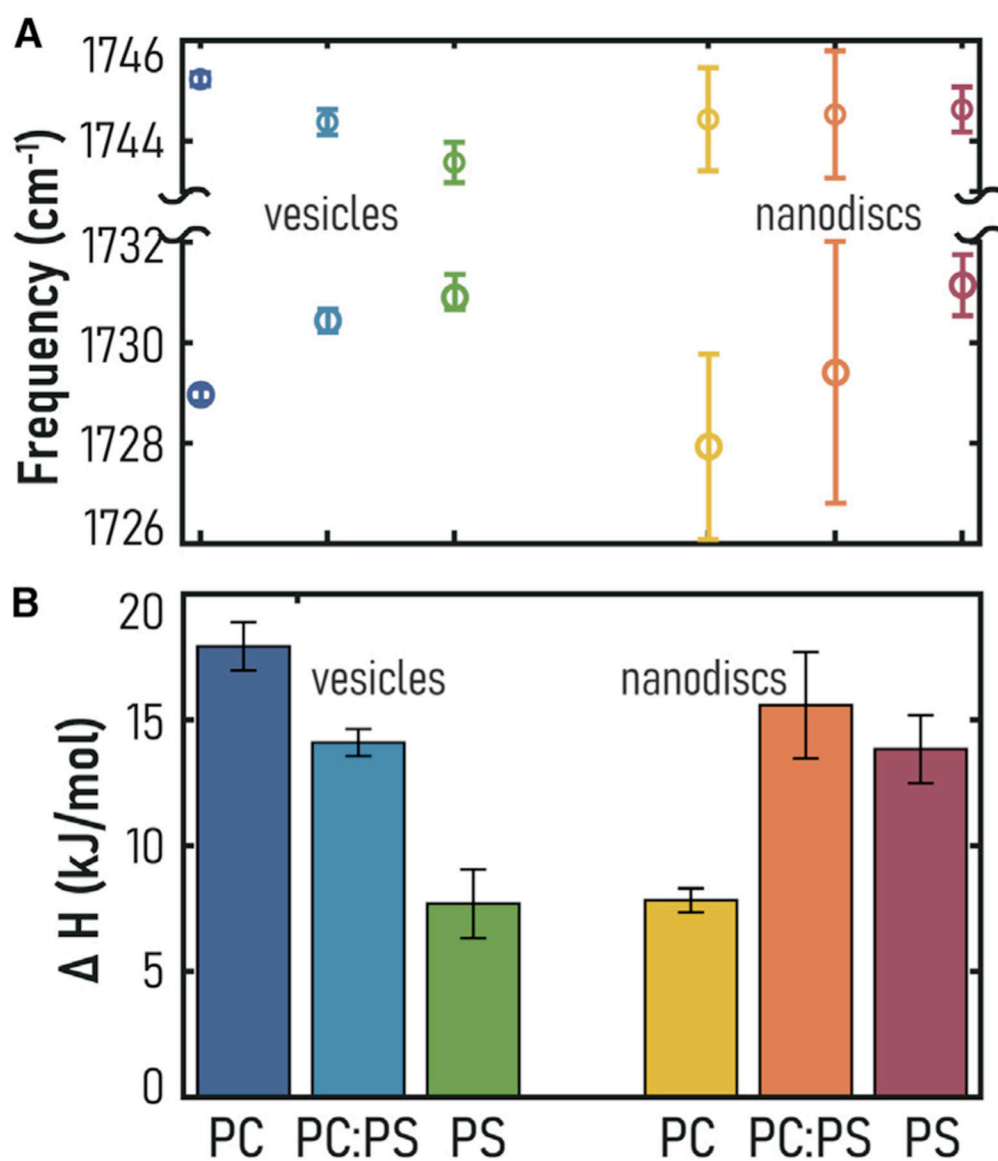 A
1746
1744
vesicles
nanodiscs
1732
1730
1728
1726
Frequency (cm⁻¹)
B
20
15
10
5
0
vesicles
nanodiscs
Δ H (kJ/mol)
PC PC:PS PS PC PC:PS PS